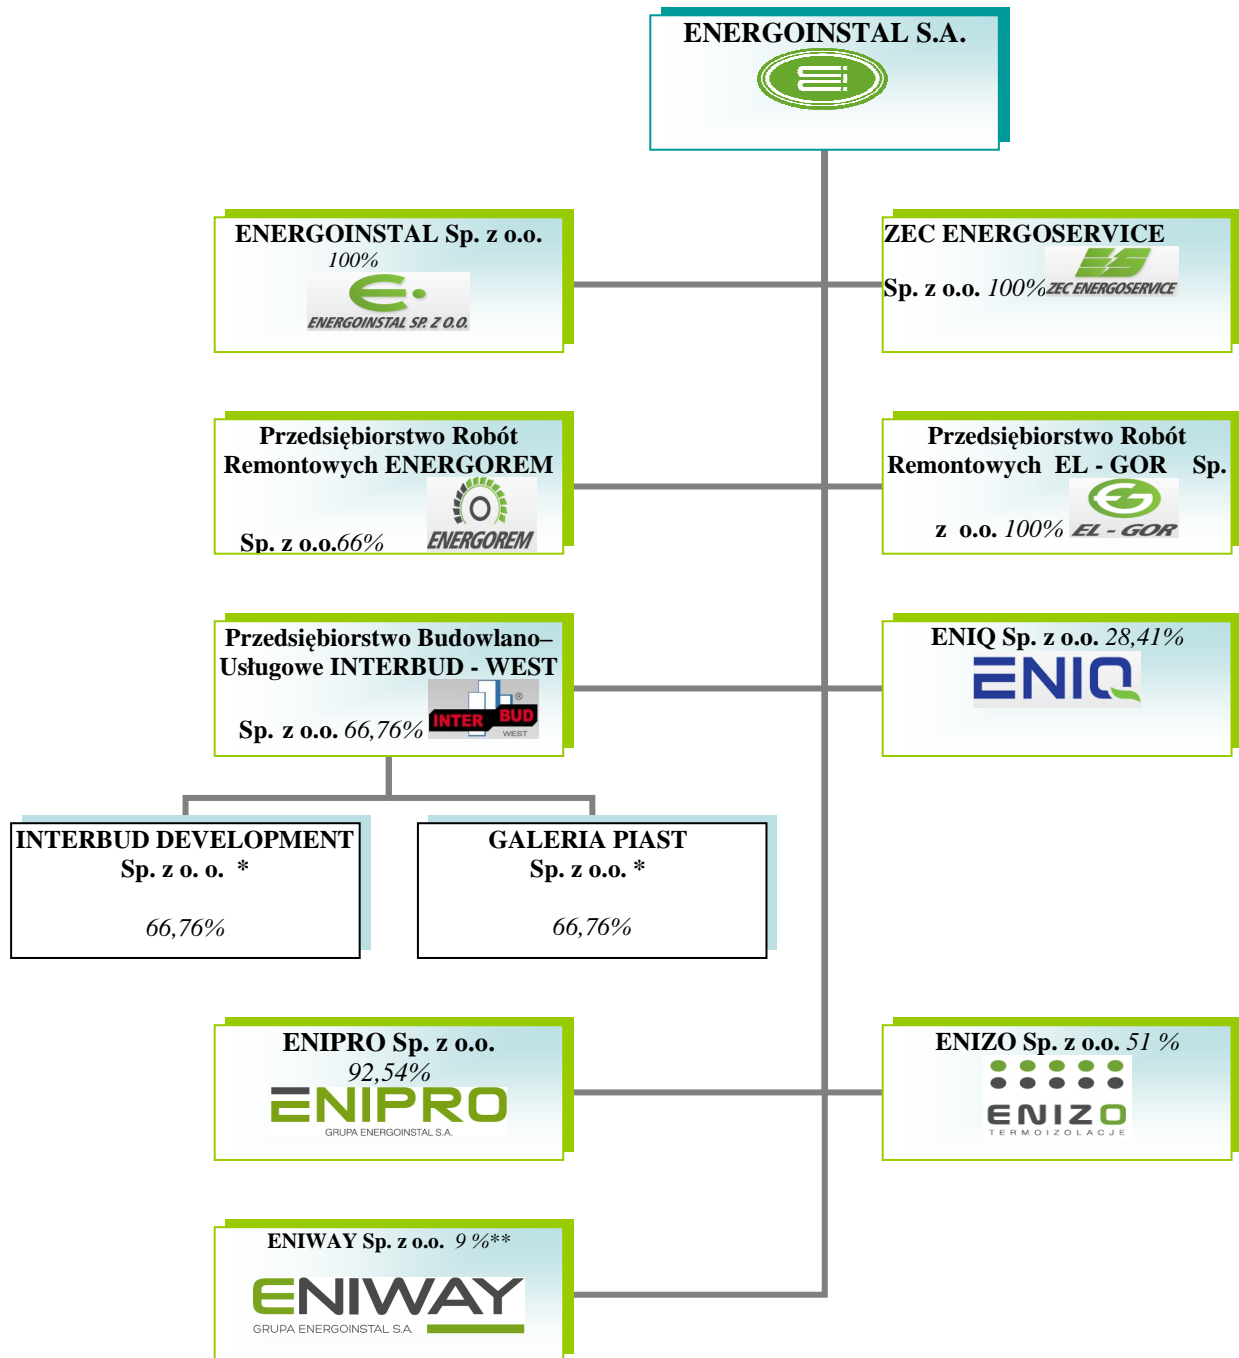 ENERGOINSTAL S.A.
ENERGOINSTAL Sp. z o.o.
100%
ENERGOINSTAL SP. Z O.O.
ZEC ENERGOSERVICE
Sp. z o.o. 100%
ZEC ENERGOSERVICE
Przedsiębiorstwo Robót
Remontowych ENERGOREM
Sp. z o.o.66%
ENERGOREM
Przedsiębiorstwo Robót
Remontowych EL - GOR Sp.
z o.o. 100%
EL - GOR
Przedsiębiorstwo Budowlano–
Usługowe INTERBUD - WEST
Sp. z o.o. 66,76%
INTER BUD ®
WEST
ENIQ Sp. z o.o. 28,41%
ENIQ
INTERBUD DEVELOPMENT
Sp. z o. o. *
66,76%
GALERIA PIAST
Sp. z o.o. *
66,76%
ENIPRO Sp. z o.o.
92,54%
ENIPRO
GRUPA ENERGOINSTAL S.A.
ENIZO Sp. z o.o. 51 %
ENIZO
TERMOIZOLACJE
ENIWAY Sp. z o.o. 9 %**
ENIWAY
GRUPA ENERGOINSTAL S.A.